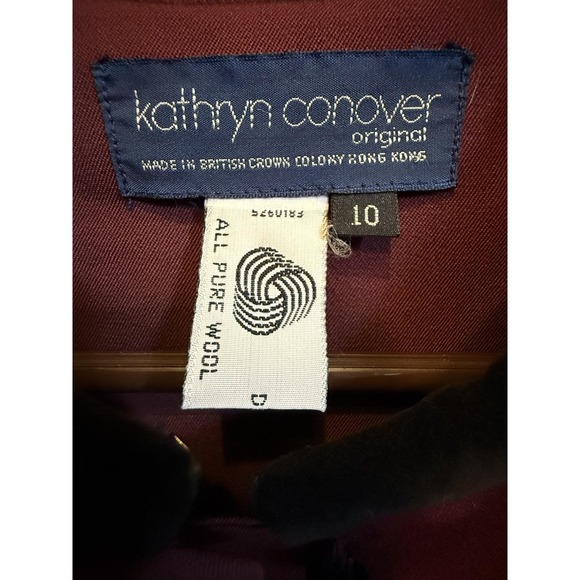 kathryn conover
original
MADE IN BRITISH CROWN COLONY HONG KONG
10
5260183
ALL PURE WOOL
D